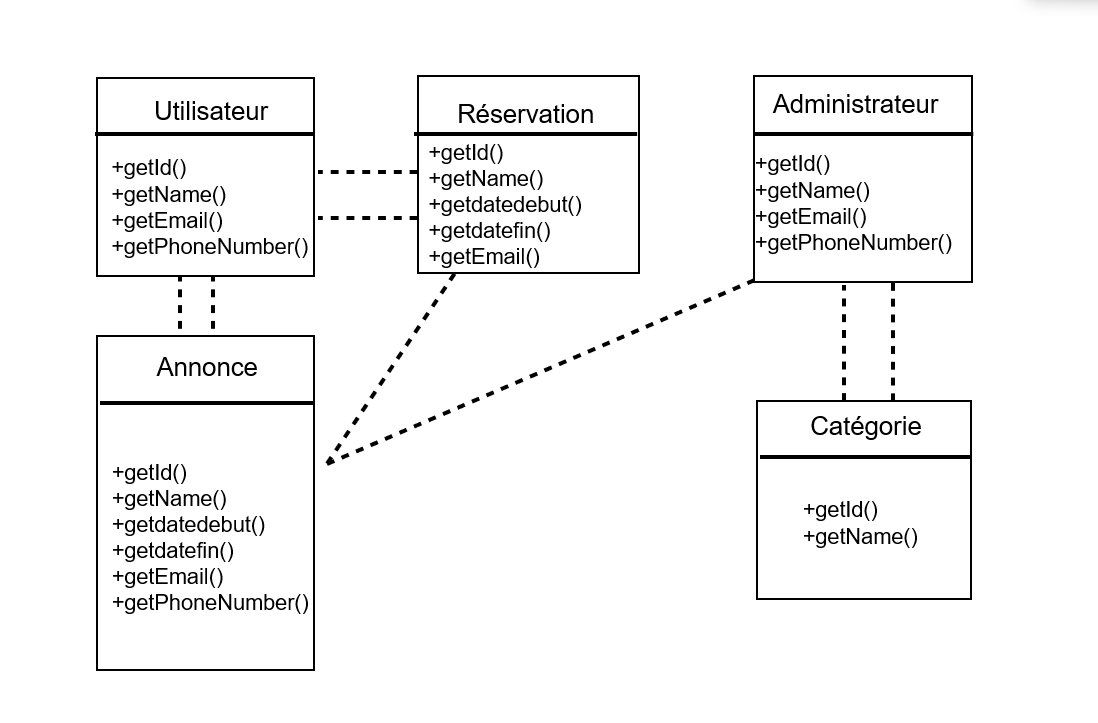 Utilisateur
+getId()
+getName()
+getEmail()
+getPhoneNumber()
Réservation
+getId()
+getName()
+getdatedebut()
+getdatefin()
+getEmail()
Administrateur
+getId()
+getName()
+getEmail()
+getPhoneNumber()
Annonce
+getId()
+getName()
+getdatedebut()
+getdatefin()
+getEmail()
+getPhoneNumber()
Catégorie
+getId()
+getName()